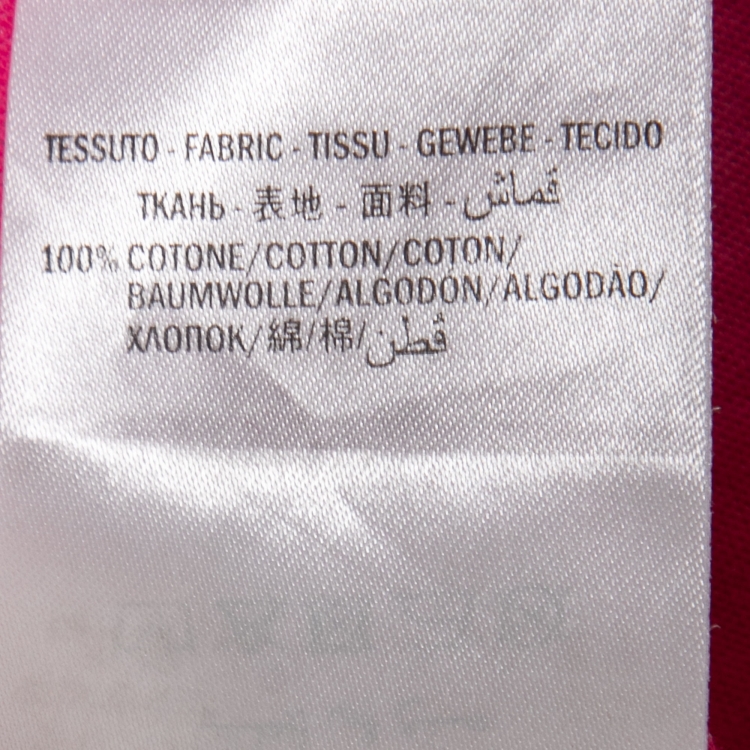 TESSUTO - FABRIC - TISSU - GEWEBE - TECIDO
ТКАНЬ - 表地 - 面料 - قماش
100% COTONE/COTTON/COTON/
BAUMWOLLE/ALGODÓN/ALGODÃO/
ХЛОПОК/綿/棉/قطن